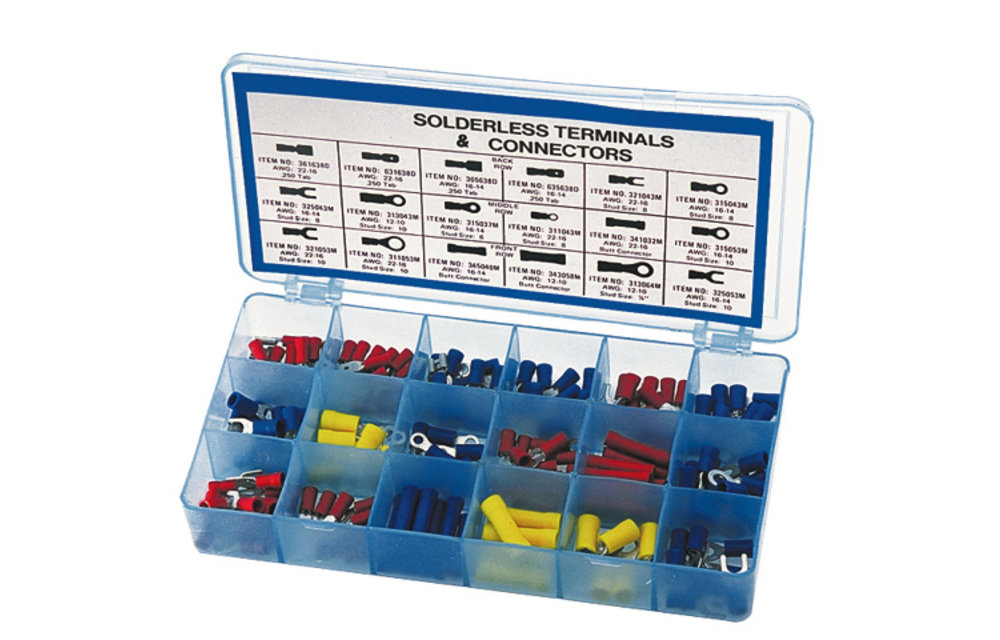 SOLDERLESS TERMINALS
& CONNECTORS
BACK
ROW
ITEM NO: 361638D
AWG: 22-16
.250 Tab
ITEM NO: 631638D
AWG: 22-16
.250 Tab
ITEM NO: 365638D
AWG: 16-14
.250 Tab
ITEM NO: 635638D
AWG: 16-14
.250 Tab
ITEM NO: 321043M
AWG: 22-16
Stud Size: 8
ITEM NO: 315043M
AWG: 16-14
Stud Size: 8
MIDDLE
ROW
ITEM NO: 325043M
AWG: 16-14
Stud Size: 8
ITEM NO: 313043M
AWG: 12-10
Stud Size: 10
ITEM NO: 315037M
AWG: 16-14
Stud Size: 6
ITEM NO: 311043M
AWG: 22-16
Stud Size: 8
ITEM NO: 341032M
AWG: 22-16
Butt Connector
ITEM NO: 315053M
AWG: 16-14
Stud Size: 10
FRONT
ROW
ITEM NO: 321053M
AWG: 22-16
Stud Size: 10
ITEM NO: 311053M
AWG: 22-16
Stud Size: 10
ITEM NO: 345040M
AWG: 16-14
Butt Connector
ITEM NO: 343058M
AWG: 12-10
Butt Connector
ITEM NO: 313064M
AWG: 12-10
Stud Size: ¼"
ITEM NO: 325053M
AWG: 16-14
Stud Size: 10